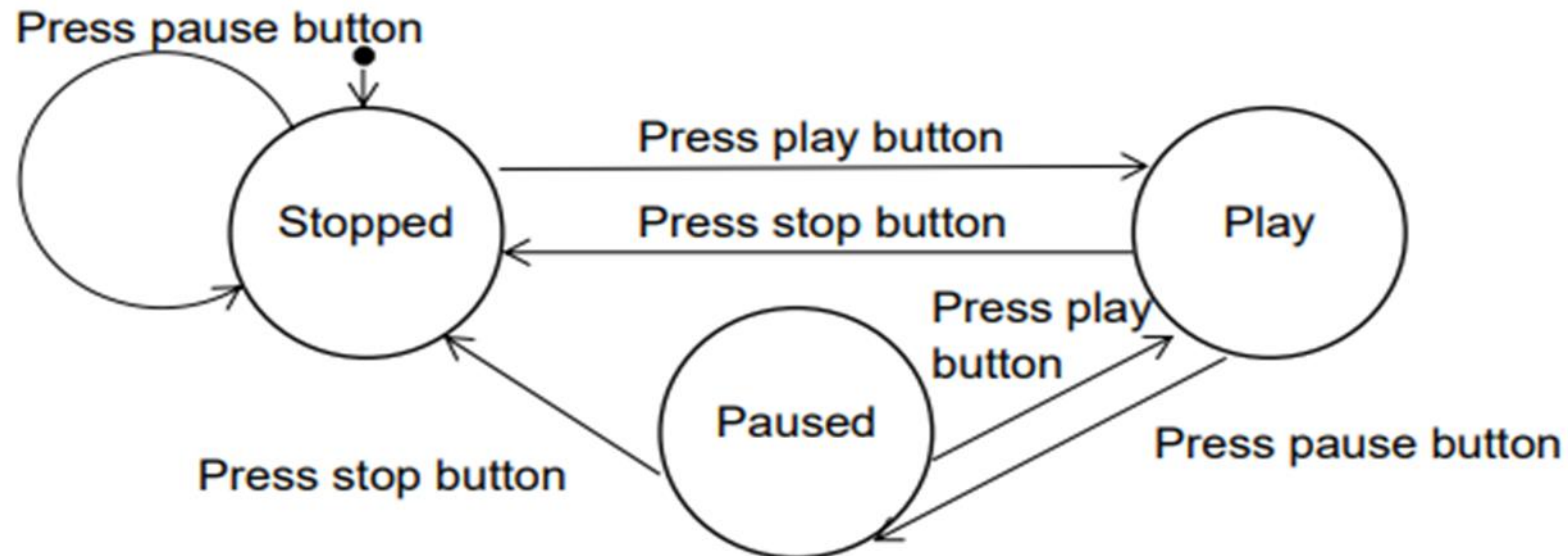 Press pause button
Press play button
Stopped
Press stop button
Play
Press play
button
Paused
Press pause button
Press stop button